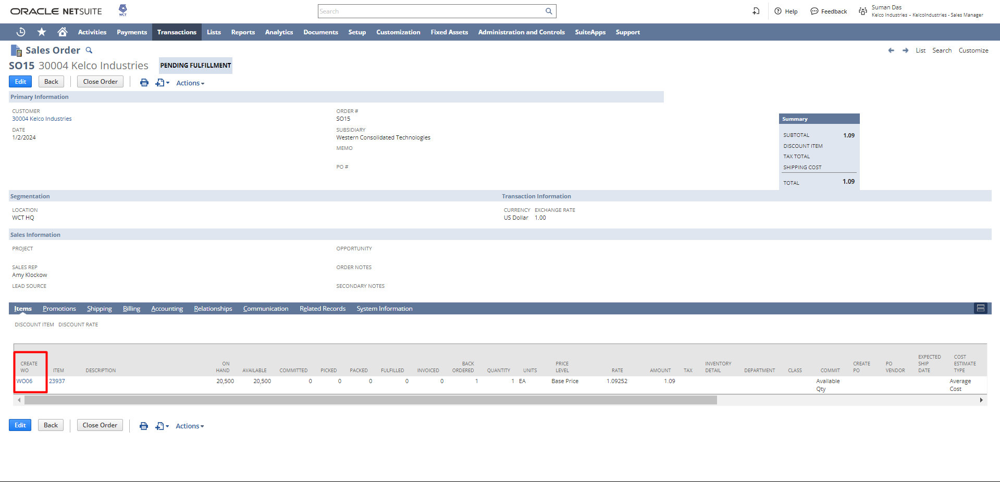 ORACLE NETSUITE
WCT
Search
Help
Feedback
Suman Das
Kelco Industries - KelcoIndustries - Sales Manager
Activities Payments Transactions Lists Reports Analytics Documents Setup Customization Fixed Assets Administration and Controls SuiteApps Support
Sales Order
List Search Customize
SO15 30004 Kelco Industries PENDING FULFILLMENT
Edit Back Close Order Actions
Primary Information
CUSTOMER
30004 Kelco Industries
DATE
1/2/2024
ORDER #
SO15
SUBSIDIARY
Western Consolidated Technologies
MEMO
PO #
Summary
SUBTOTAL 1.09
DISCOUNT ITEM
TAX TOTAL
SHIPPING COST
TOTAL 1.09
Segmentation
LOCATION
WCT HQ
Transaction Information
CURRENCY EXCHANGE RATE
US Dollar 1.00
Sales Information
PROJECT
SALES REP
Amy Klockow
LEAD SOURCE
OPPORTUNITY
ORDER NOTES
SECONDARY NOTES
Items Promotions Shipping Billing Accounting Relationships Communication Related Records System Information
DISCOUNT ITEM DISCOUNT RATE
CREATE WO ITEM DESCRIPTION ON HAND AVAILABLE COMMITTED PICKED PACKED FULFILLED INVOICED BACK ORDERED QUANTITY UNITS PRICE LEVEL RATE AMOUNT TAX INVENTORY DETAIL DEPARTMENT CLASS COMMIT CREATE PO PO VENDOR EXPECTED SHIP DATE COST ESTIMATE TYPE
WO06 23937 20,500 20,500 0 0 0 0 0 1 1 EA Base Price 1.09252 1.09 Available Qty Average Cost
Edit Back Close Order Actions